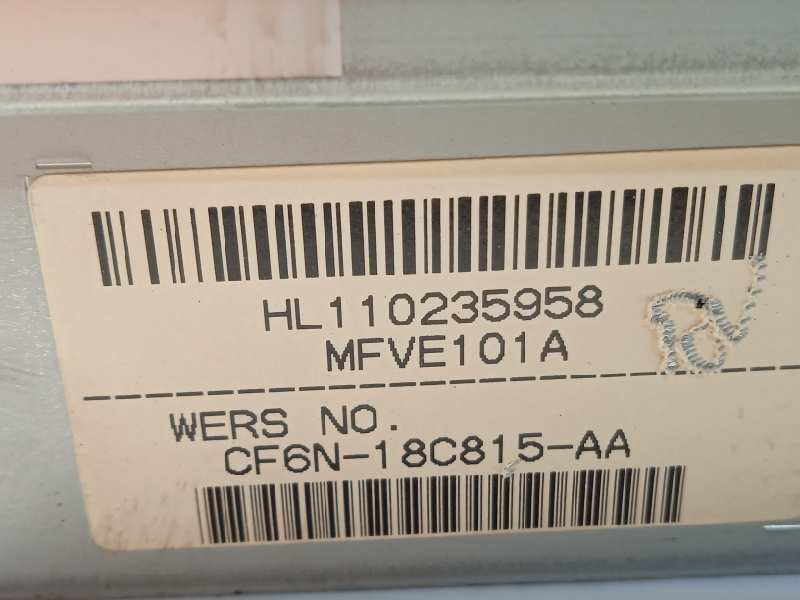 HL110235958
MFVE101A
WERS NO.
CF6N-18C815-AA